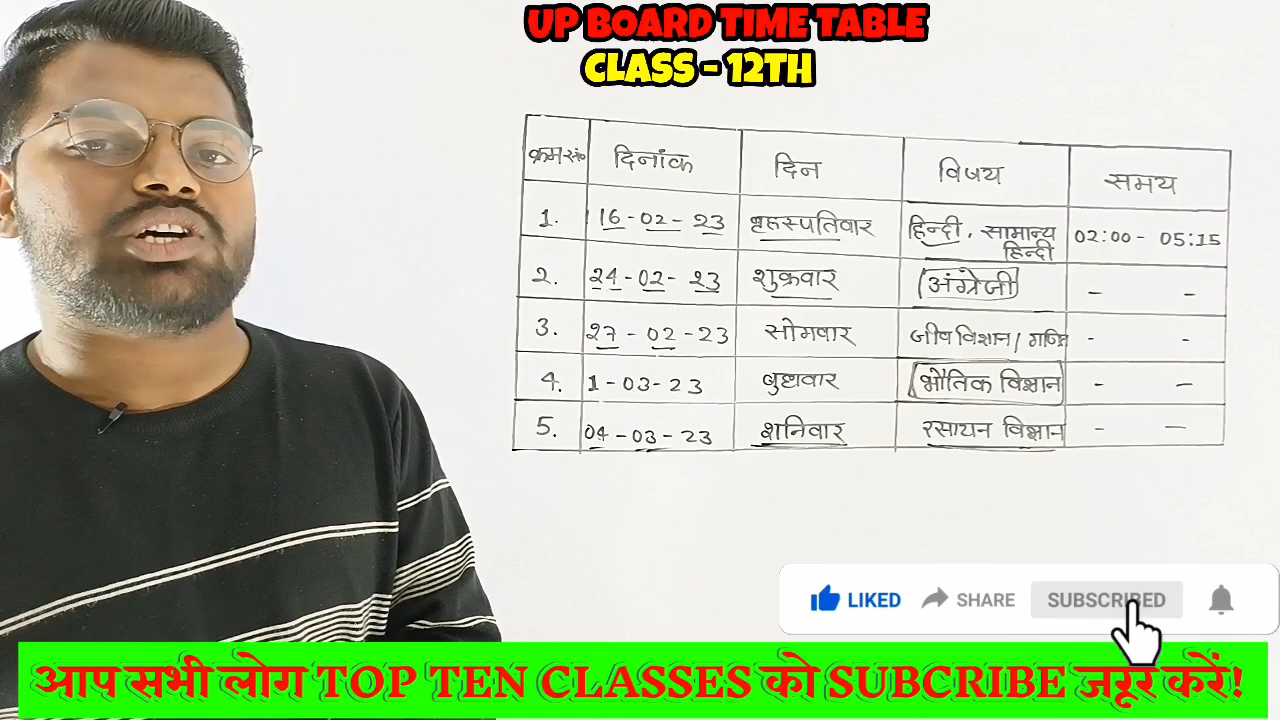 UP BOARD TIME TABLE
CLASS - 12TH
क्रम सं० दिनांक दिन विषय समय
1. 16-02-23 बृहस्पतिवार हिन्दी, सामान्य हिन्दी 02:00 - 05:15
2. 24-02-23 शुक्रवार अंग्रेजी - -
3. 27-02-23 सोमवार जीव विज्ञान/ गणित - -
4. 1-03-23 बुधवार भौतिक विज्ञान - -
5. 04-03-23 शनिवार रसायन विज्ञान - -
LIKED SHARE SUBSCRIBED
आप सभी लोग TOP TEN CLASSES को SUBCRIBE जरूर करें!